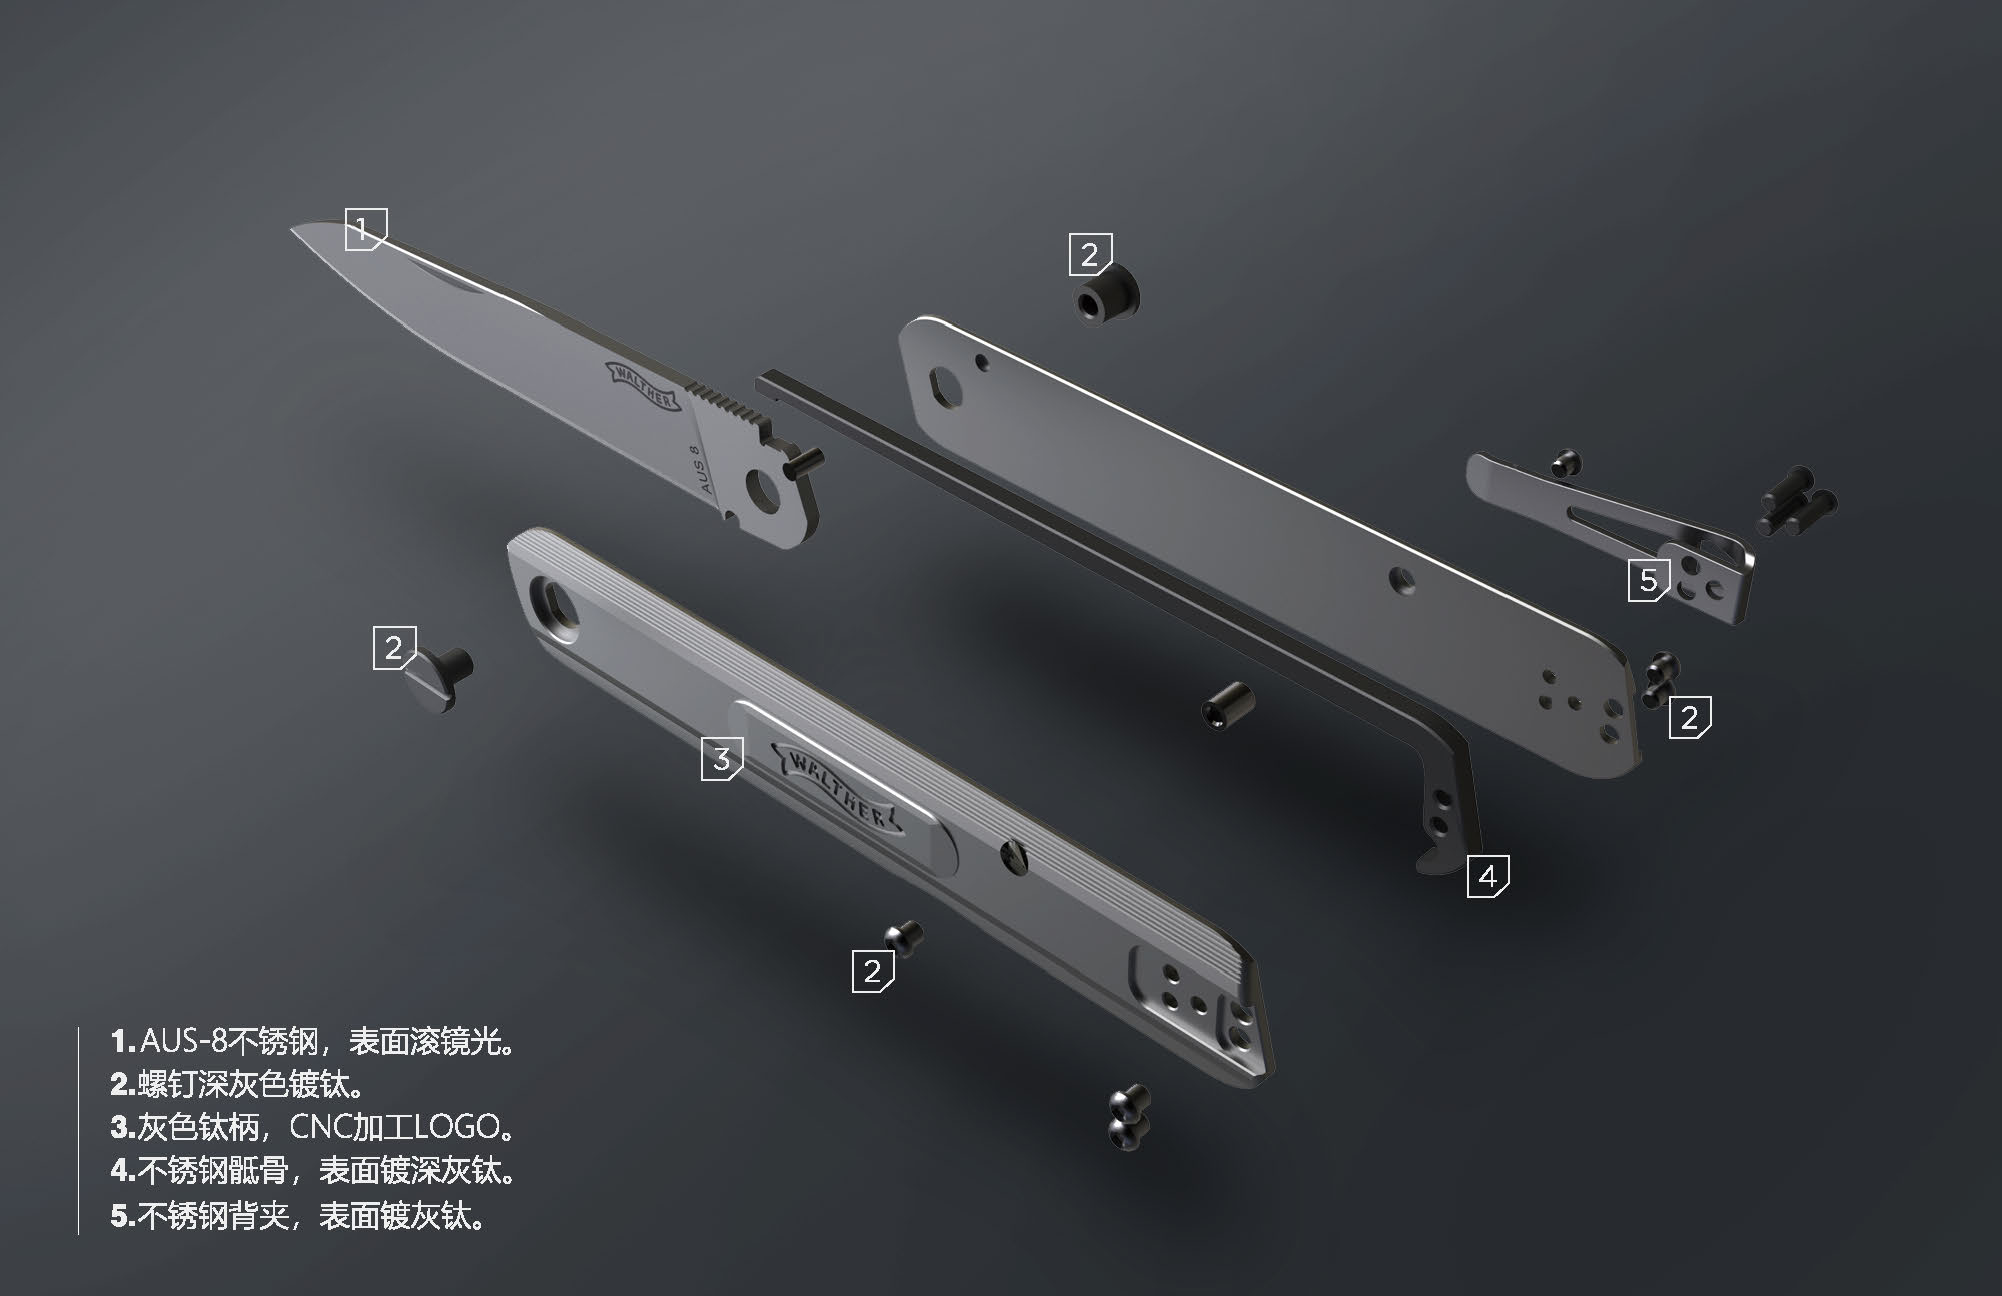 1
2
WALTHER
AUS 8
5
2
2
3
WALTHER
4
2
1.AUS-8不锈钢，表面滚镜光。
2.螺钉深灰色镀钛。
3.灰色钛柄，CNC加工LOGO。
4.不锈钢骶骨，表面镀深灰钛。
5.不锈钢背夹，表面镀灰钛。